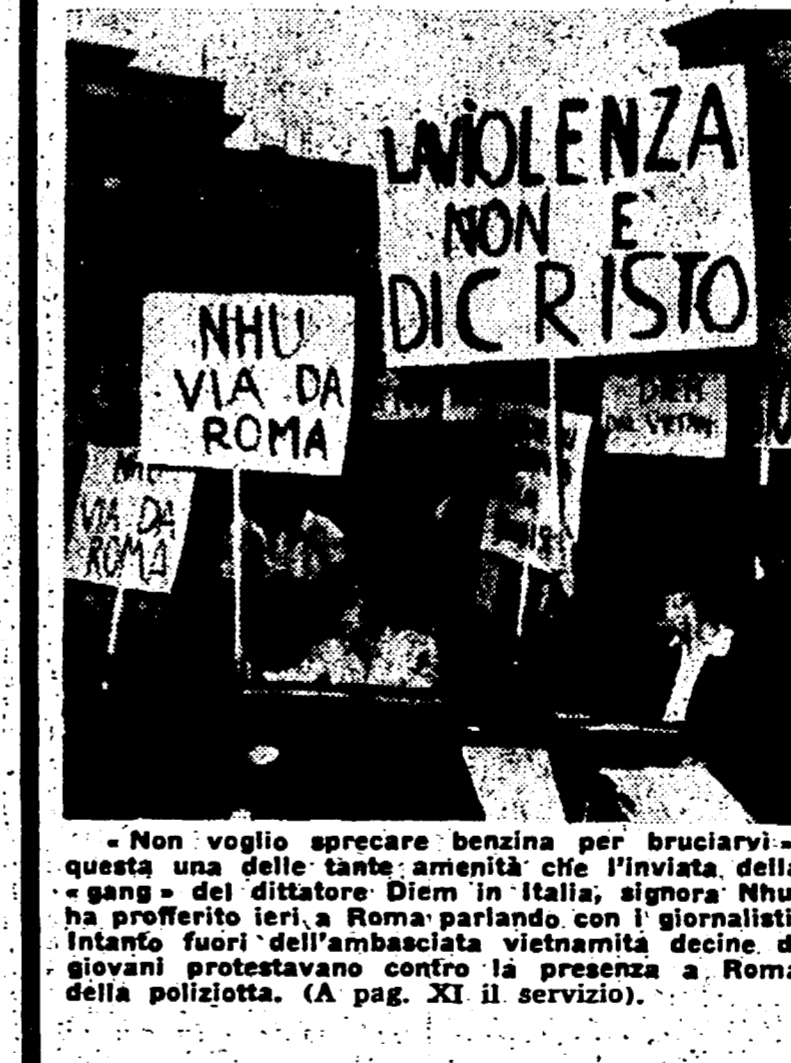 LA VIOLENZA
NON È
DI CRISTO
NHU
VIA DA
ROMA
VIA DA
ROMA
DIEM
« Non voglio sprecare benzina per bruciarvi »
questa una delle tante amenità che l'inviata della
« gang » del dittatore Diem in Italia, signora Nhu
ha profferito ieri a Roma parlando con i giornalisti
Intanto fuori dell'ambasciata vietnamita decine d
giovani protestavano contro la presenza a Roma
della poliziotta. (A pag. XI il servizio).